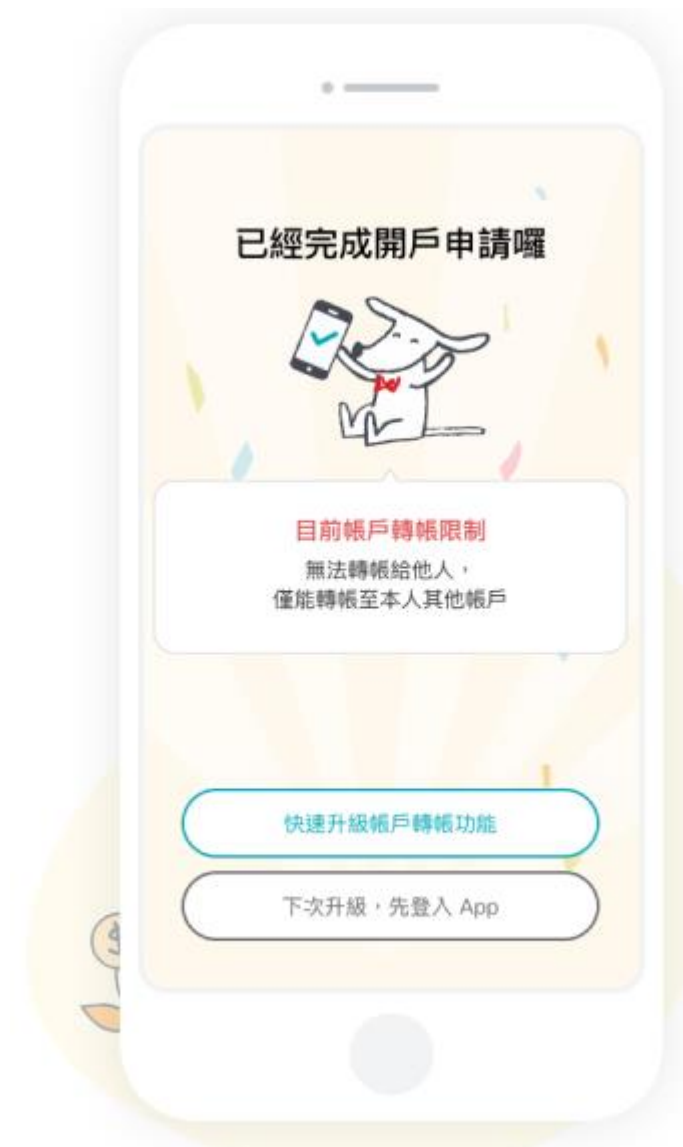 已經完成開戶申請囉
目前帳戶轉帳限制
無法轉帳給他人，
僅能轉帳至本人其他帳戶
快速升級帳戶轉帳功能
下次升級，先登入 App
$